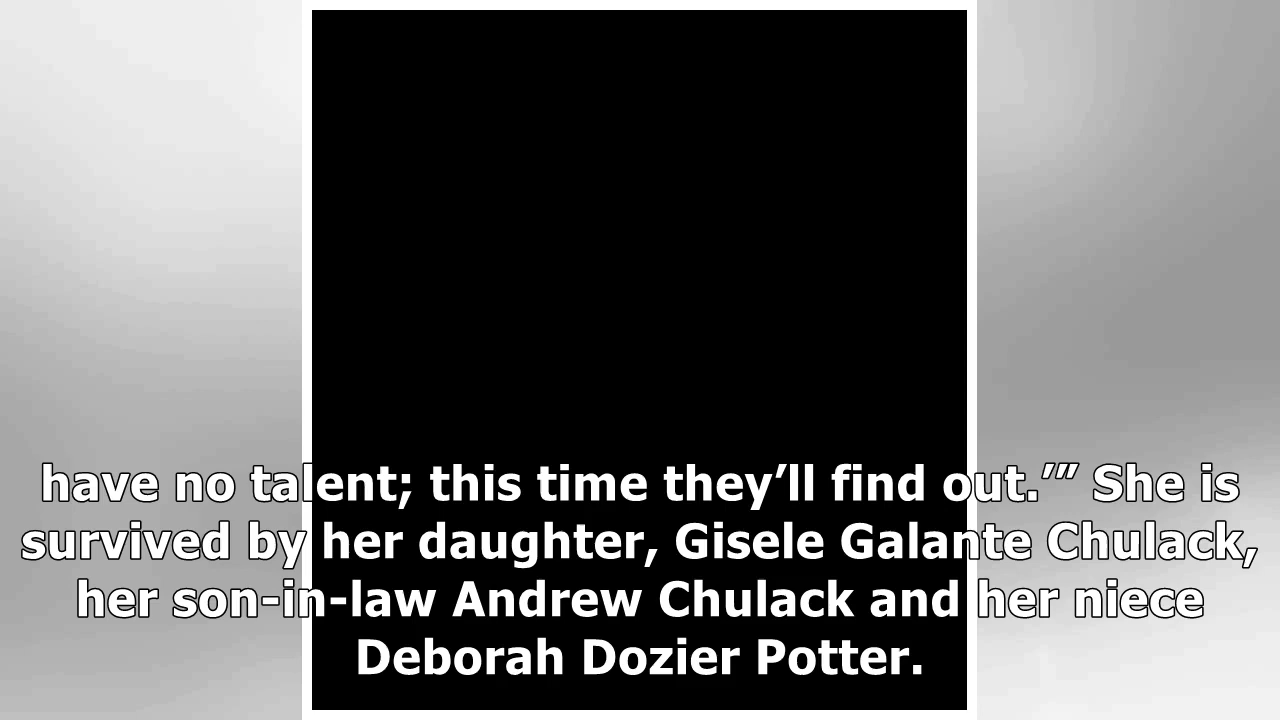 have no talent; this time they’ll find out.’” She is
survived by her daughter, Gisele Galante Chulack,
her son-in-law Andrew Chulack and her niece
Deborah Dozier Potter.